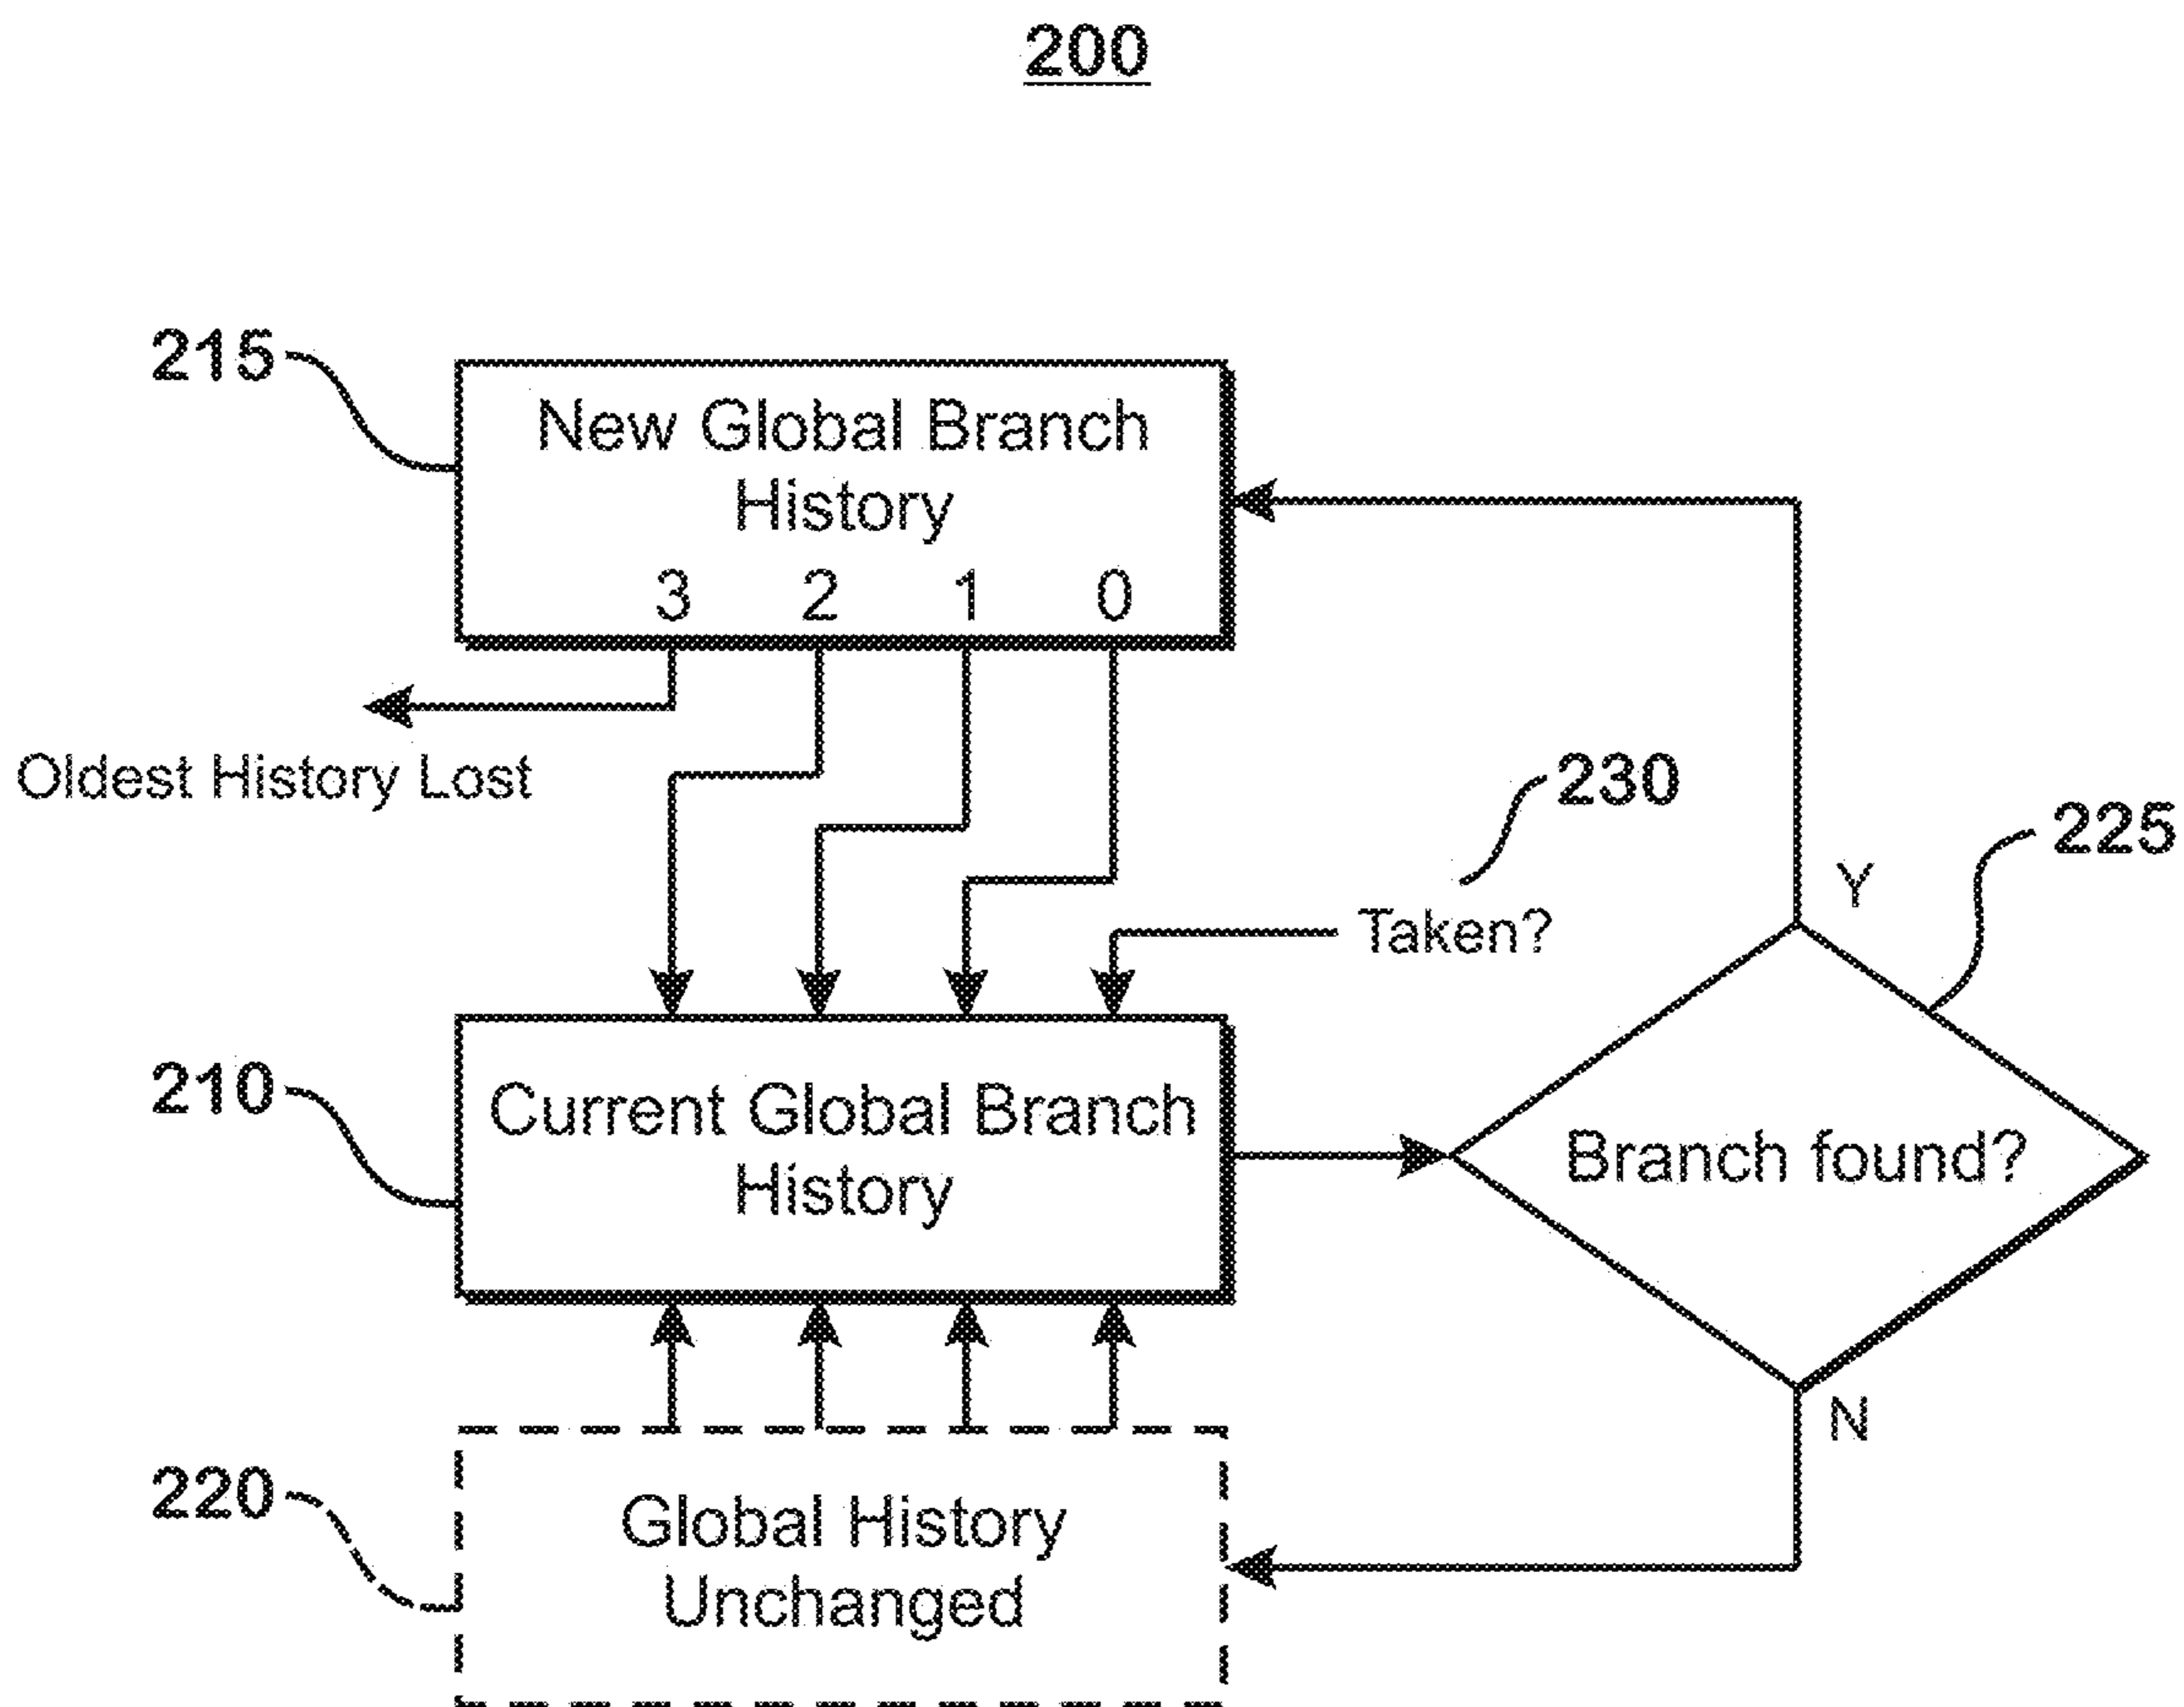 200
215
New Global Branch
History
3 2 1 0
Oldest History Lost
230
225
Taken?
Y
210
Current Global Branch
History
Branch found?
N
220
Global History
Unchanged